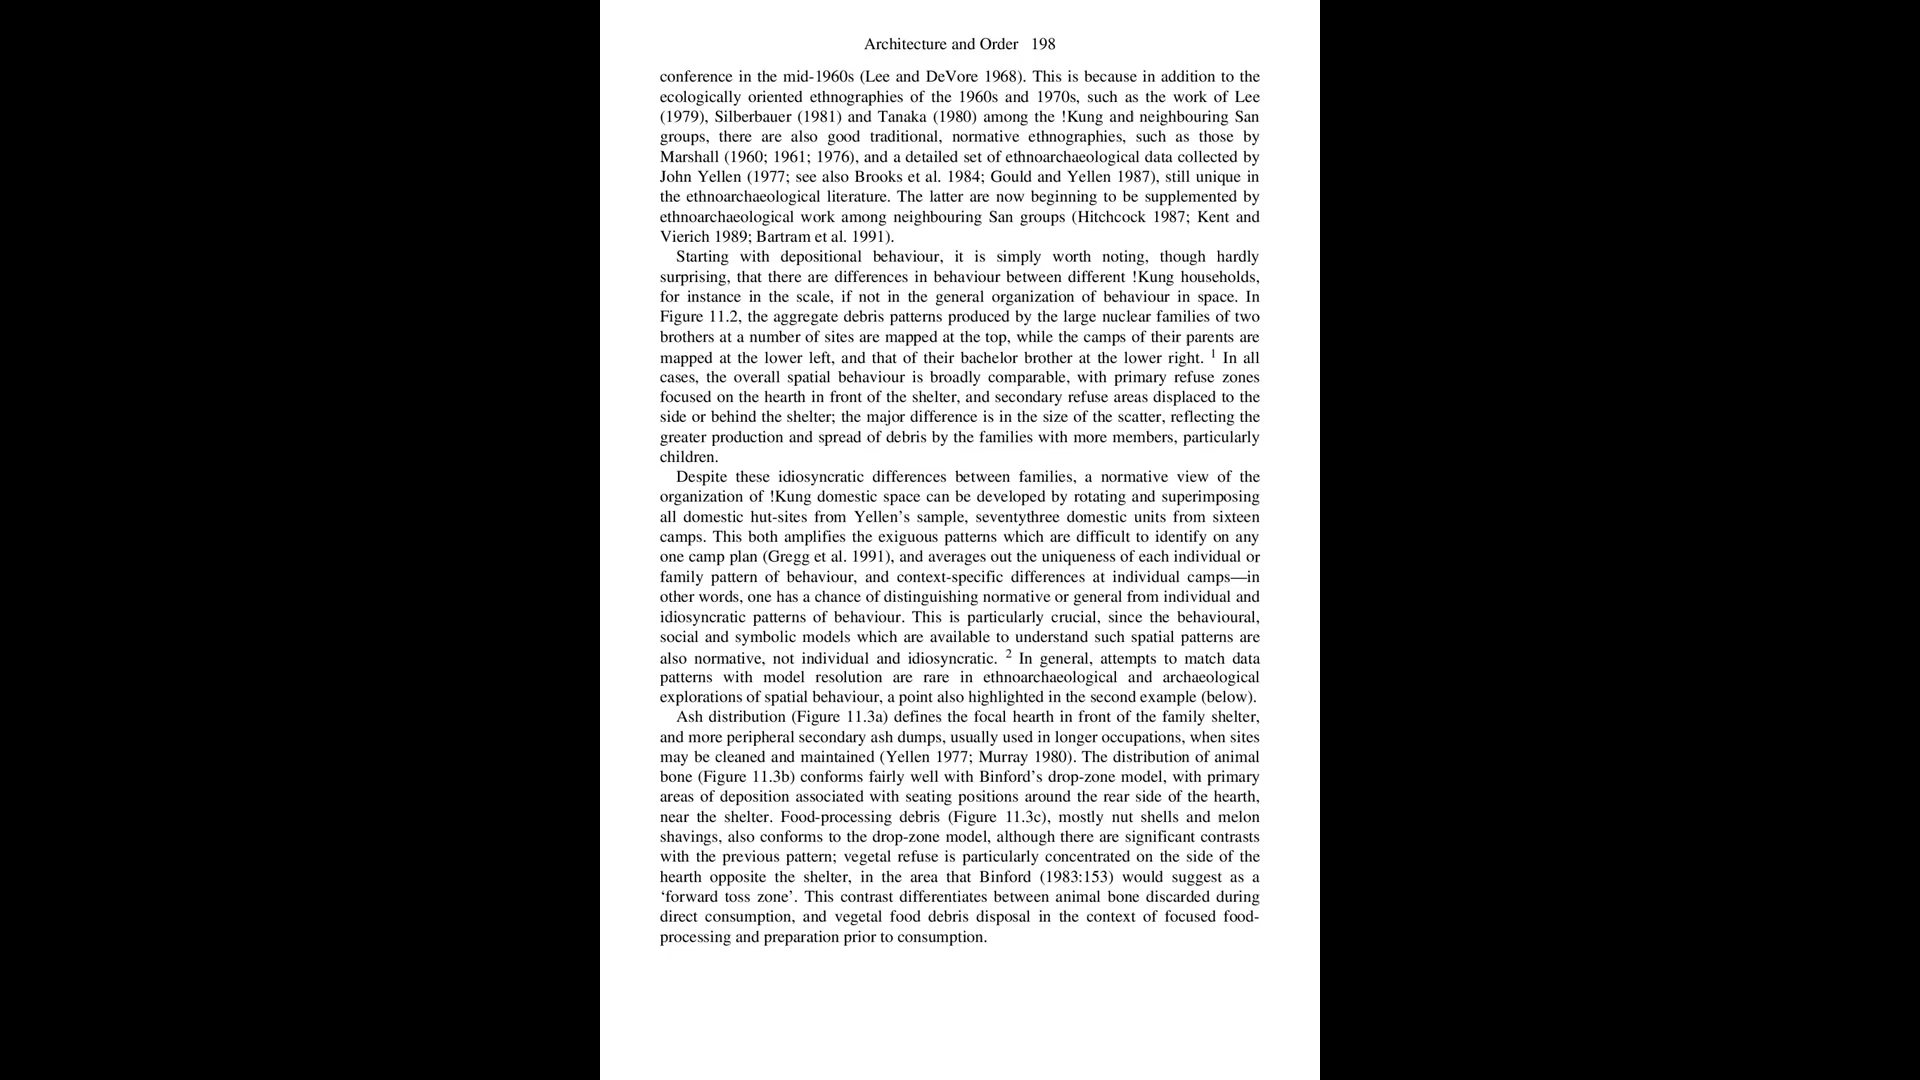 Architecture and Order 198
conference in the mid-1960s (Lee and DeVore 1968). This is because in addition to the
ecologically oriented ethnographies of the 1960s and 1970s, such as the work of Lee
(1979), Silberbauer (1981) and Tanaka (1980) among the !Kung and neighbouring San
groups, there are also good traditional, normative ethnographies, such as those by
Marshall (1960; 1961; 1976), and a detailed set of ethnoarchaeological data collected by
John Yellen (1977; see also Brooks et al. 1984; Gould and Yellen 1987), still unique in
the ethnoarchaeological literature. The latter are now beginning to be supplemented by
ethnoarchaeological work among neighbouring San groups (Hitchcock 1987; Kent and
Vierich 1989; Bartram et al. 1991).
Starting with depositional behaviour, it is simply worth noting, though hardly
surprising, that there are differences in behaviour between different !Kung households,
for instance in the scale, if not in the general organization of behaviour in space. In
Figure 11.2, the aggregate debris patterns produced by the large nuclear families of two
brothers at a number of sites are mapped at the top, while the camps of their parents are
mapped at the lower left, and that of their bachelor brother at the lower right. 1 In all
cases, the overall spatial behaviour is broadly comparable, with primary refuse zones
focused on the hearth in front of the shelter, and secondary refuse areas displaced to the
side or behind the shelter; the major difference is in the size of the scatter, reflecting the
greater production and spread of debris by the families with more members, particularly
children.
Despite these idiosyncratic differences between families, a normative view of the
organization of !Kung domestic space can be developed by rotating and superimposing
all domestic hut-sites from Yellen's sample, seventythree domestic units from sixteen
camps. This both amplifies the exiguous patterns which are difficult to identify on any
one camp plan (Gregg et al. 1991), and averages out the uniqueness of each individual or
family pattern of behaviour, and context-specific differences at individual camps—in
other words, one has a chance of distinguishing normative or general from individual and
idiosyncratic patterns of behaviour. This is particularly crucial, since the behavioural,
social and symbolic models which are available to understand such spatial patterns are
also normative, not individual and idiosyncratic. 2 In general, attempts to match data
patterns with model resolution are rare in ethnoarchaeological and archaeological
explorations of spatial behaviour, a point also highlighted in the second example (below).
Ash distribution (Figure 11.3a) defines the focal hearth in front of the family shelter,
and more peripheral secondary ash dumps, usually used in longer occupations, when sites
may be cleaned and maintained (Yellen 1977; Murray 1980). The distribution of animal
bone (Figure 11.3b) conforms fairly well with Binford's drop-zone model, with primary
areas of deposition associated with seating positions around the rear side of the hearth,
near the shelter. Food-processing debris (Figure 11.3c), mostly nut shells and melon
shavings, also conforms to the drop-zone model, although there are significant contrasts
with the previous pattern; vegetal refuse is particularly concentrated on the side of the
hearth opposite the shelter, in the area that Binford (1983:153) would suggest as a
‘forward toss zone’. This contrast differentiates between animal bone discarded during
direct consumption, and vegetal food debris disposal in the context of focused food-
processing and preparation prior to consumption.